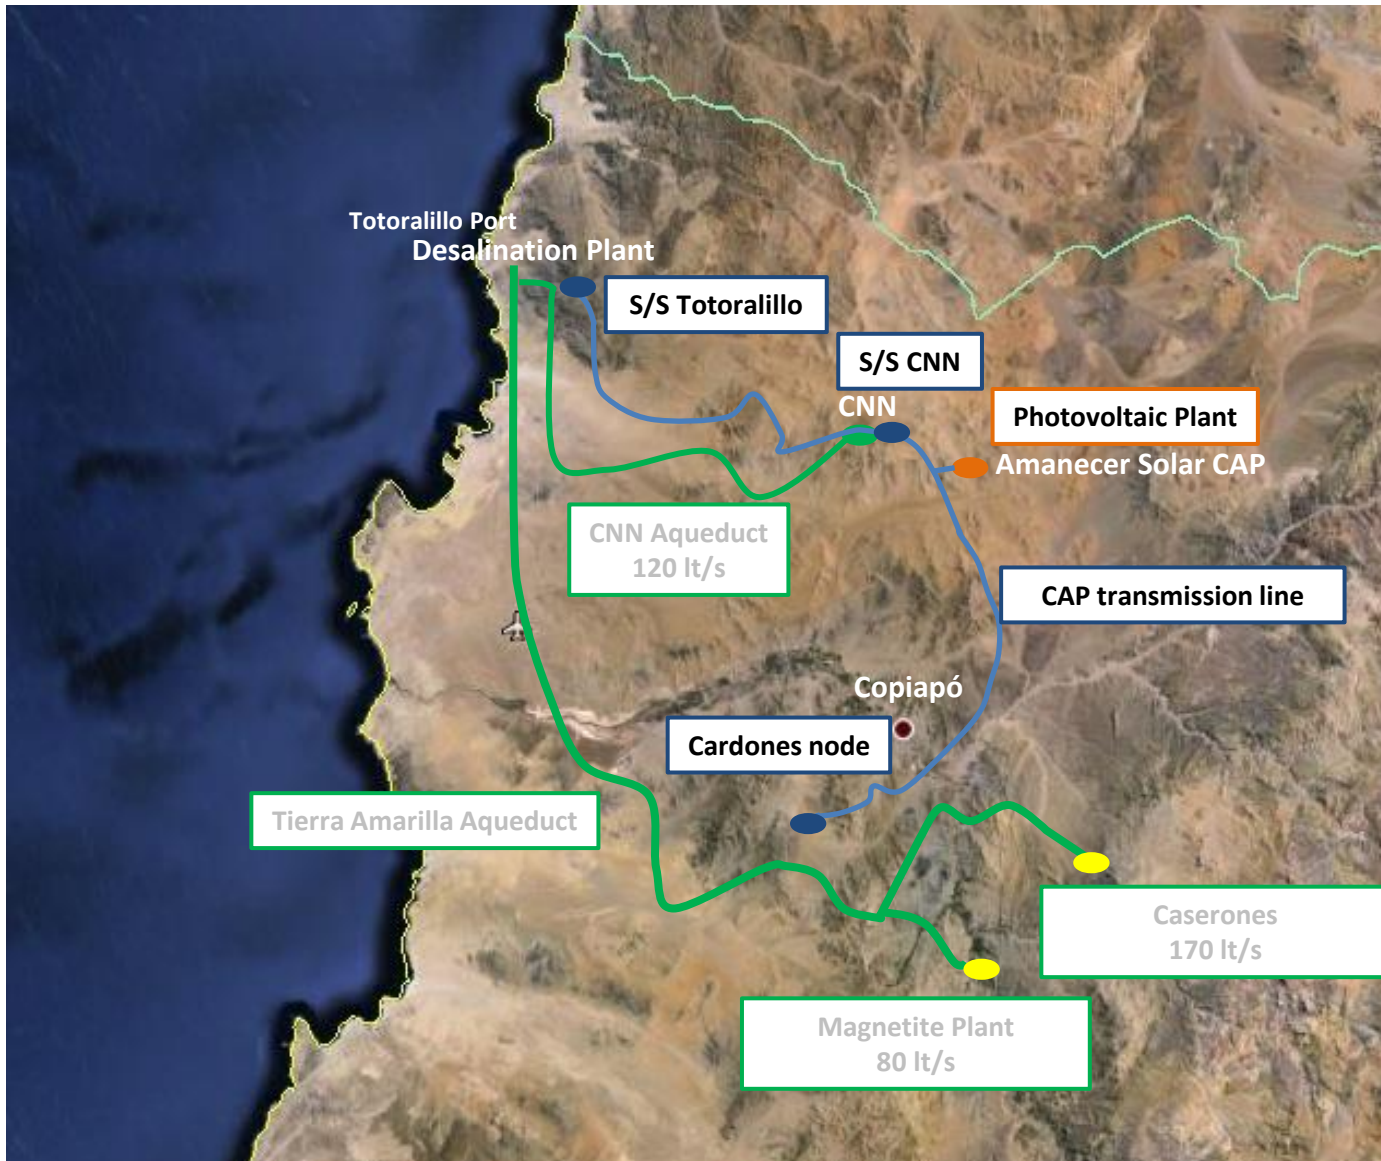 Totoralillo Port
Desalination Plant
S/S Totoralillo
S/S CNN
CNN
Photovoltaic Plant
Amanecer Solar CAP
CNN Aqueduct
120 lt/s
CAP transmission line
Copiapó
Cardones node
Tierra Amarilla Aqueduct
Caserones
170 lt/s
Magnetite Plant
80 lt/s